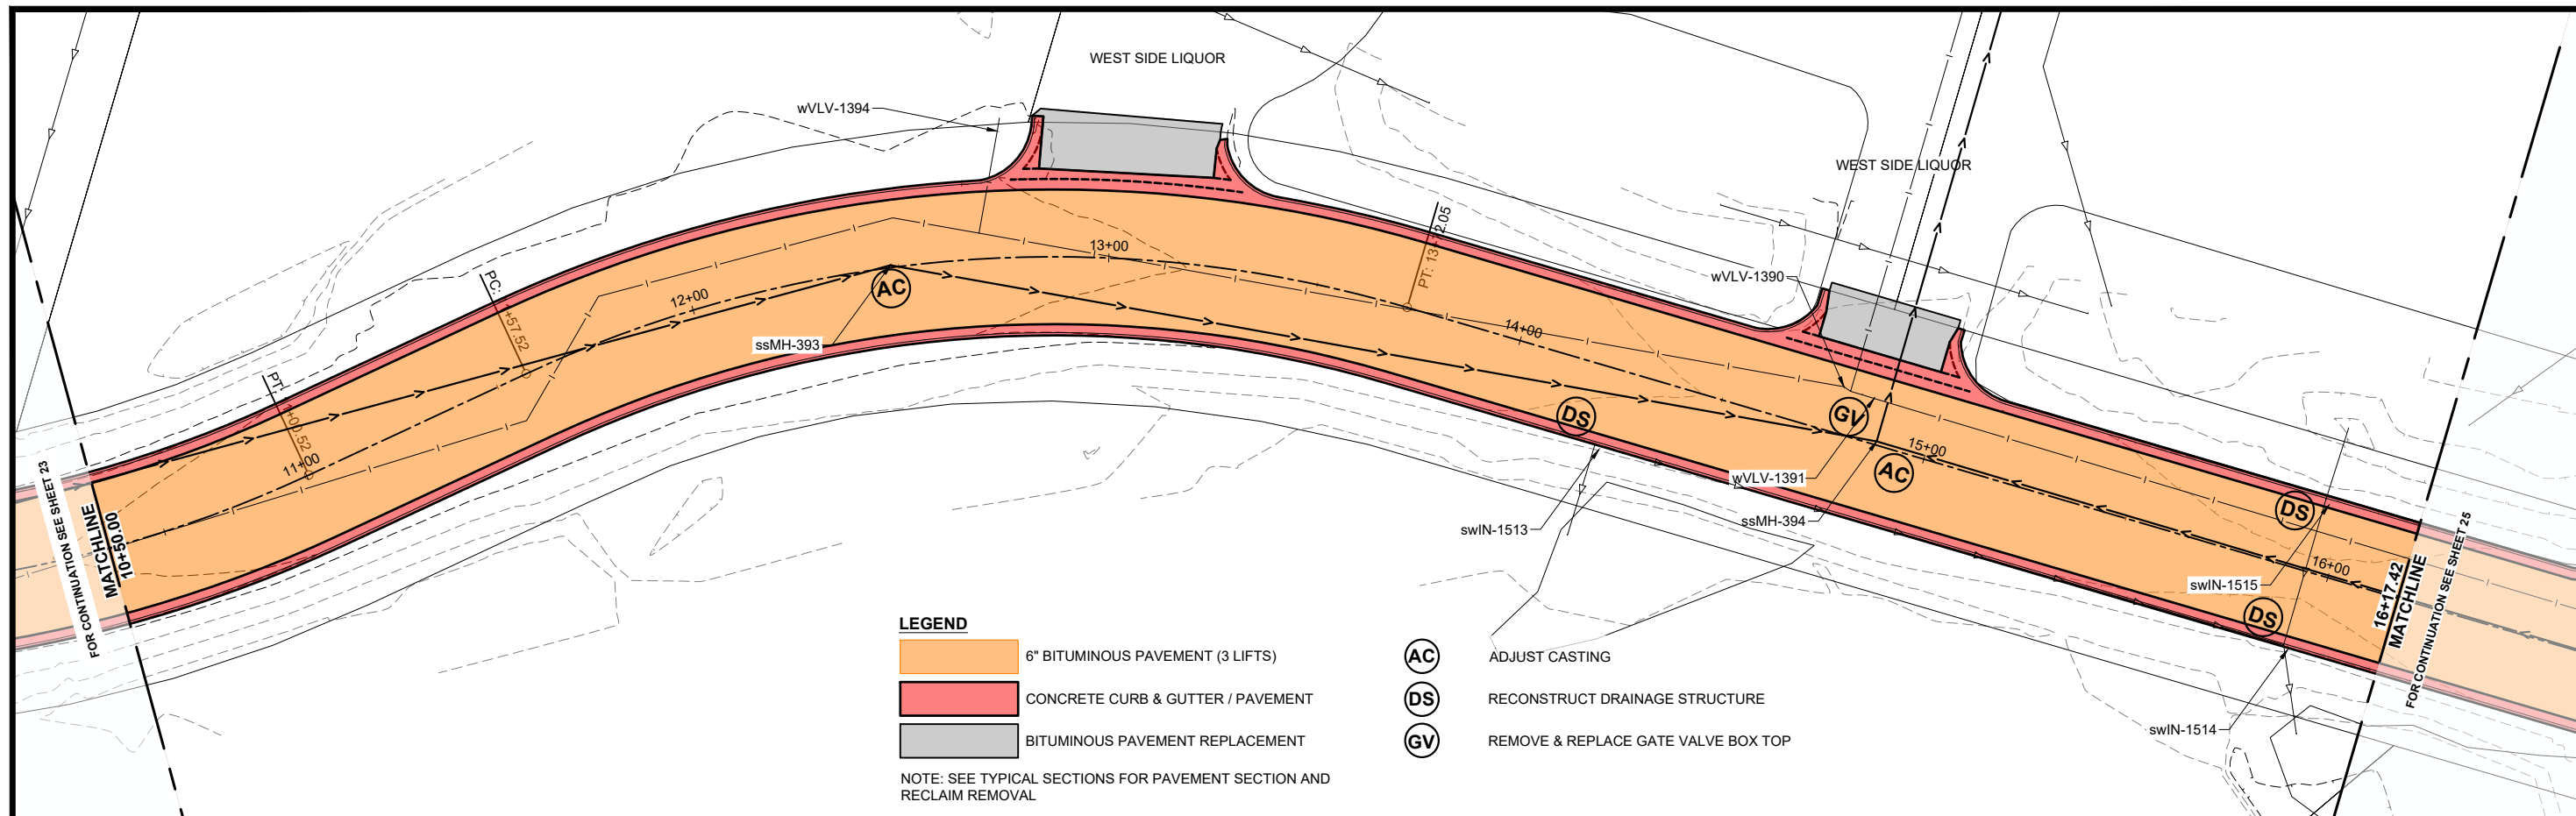 WEST SIDE LIQUOR
wVLV-1394
WEST SIDE LIQUOR
13+00
wVLV-1390
12+00
14+00
AC
ssMH-393
11+00
DS
GV
15+00
AC
wVLV-1391
ssMH-394
swIN-1513
DS
16+00
swIN-1515
DS
swIN-1514
FOR CONTINUATION SEE SHEET 23
MATCHLINE
10+50.00
16+17.42
MATCHLINE
FOR CONTINUATION SEE SHEET 25
PT:
PC:
PT: 13+
LEGEND
6" BITUMINOUS PAVEMENT (3 LIFTS)
CONCRETE CURB & GUTTER / PAVEMENT
BITUMINOUS PAVEMENT REPLACEMENT
AC ADJUST CASTING
DS RECONSTRUCT DRAINAGE STRUCTURE
GV REMOVE & REPLACE GATE VALVE BOX TOP
NOTE: SEE TYPICAL SECTIONS FOR PAVEMENT SECTION AND
RECLAIM REMOVAL